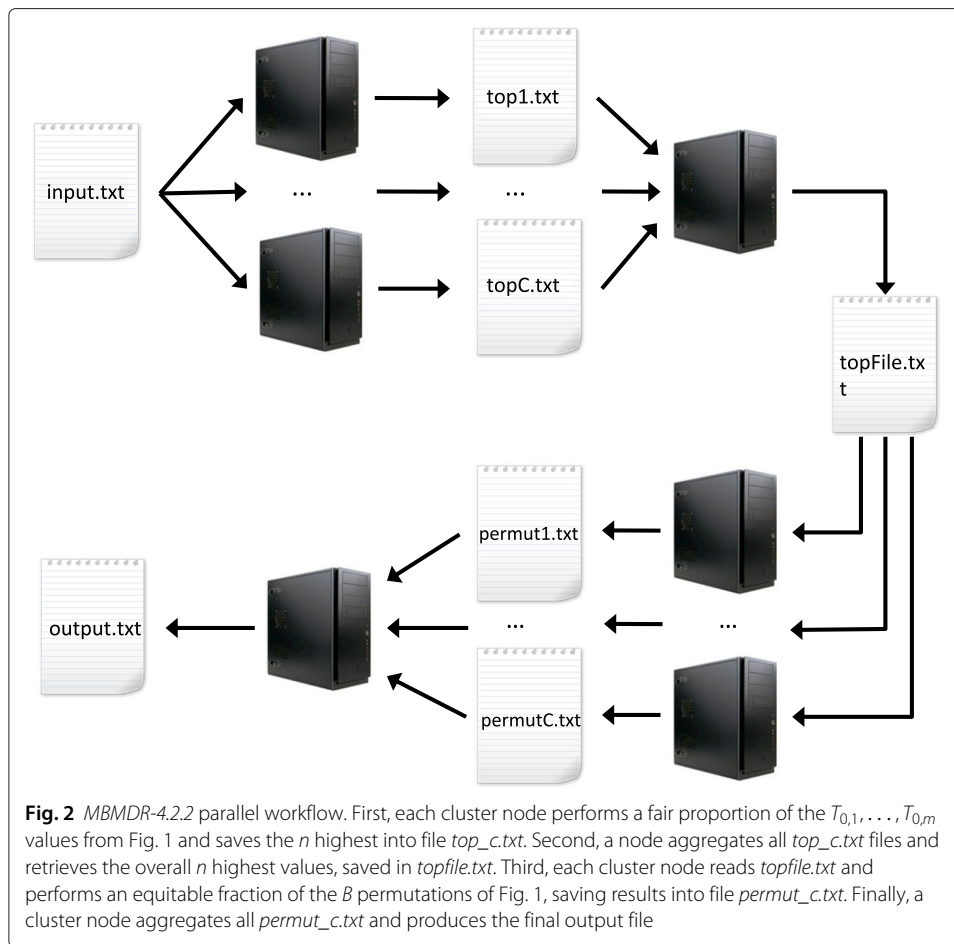 input.txt
top1.txt
...
...
topC.txt
topFile.tx
t
permut1.txt
output.txt
...
...
permutC.txt
Fig. 2 MBMDR-4.2.2 parallel workflow. First, each cluster node performs a fair proportion of the T0,1, . . . , T0,m
values from Fig. 1 and saves the n highest into file top_c.txt. Second, a node aggregates all top_c.txt files and
retrieves the overall n highest values, saved in topfile.txt. Third, each cluster node reads topfile.txt and
performs an equitable fraction of the B permutations of Fig. 1, saving results into file permut_c.txt. Finally, a
cluster node aggregates all permut_c.txt and produces the final output file